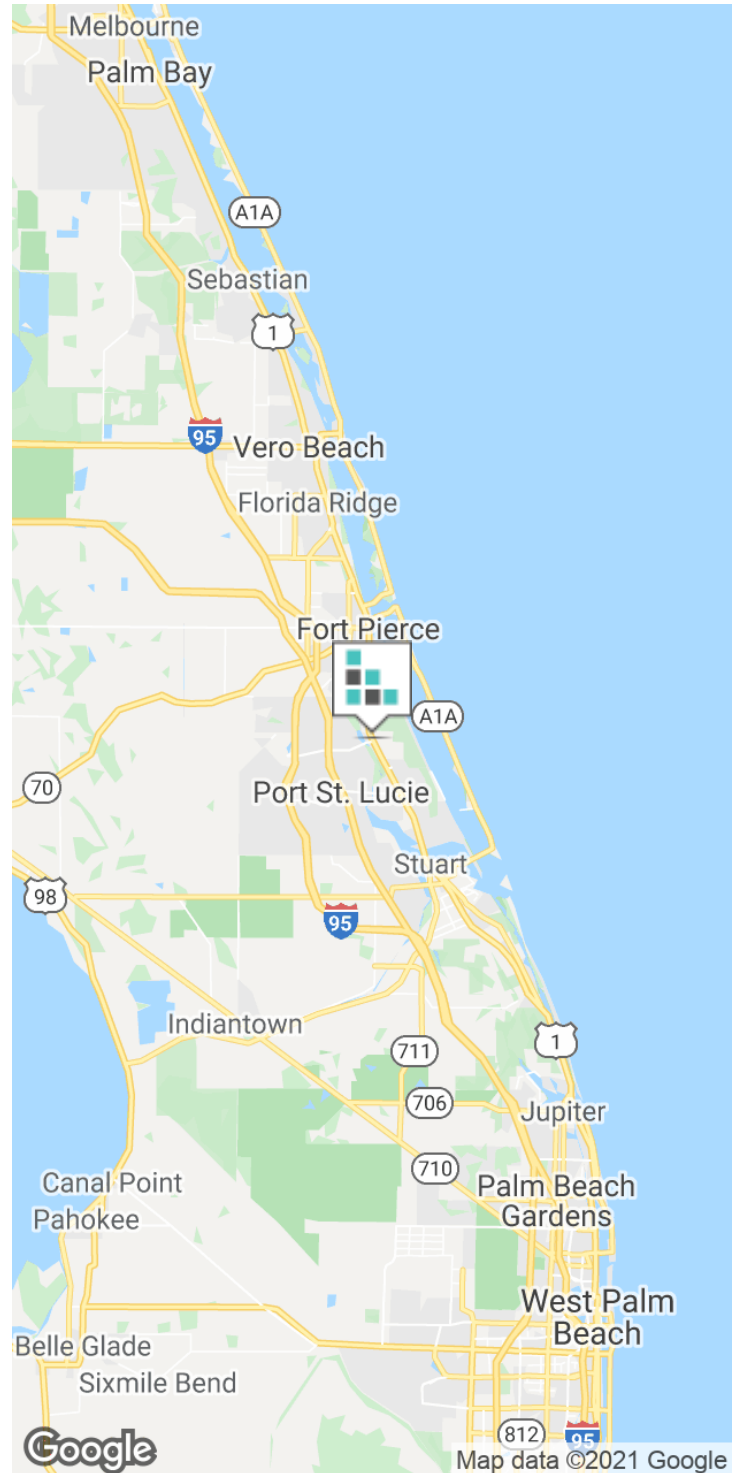 Melbourne
Palm Bay
A1A
Sebastian
1
95
Vero Beach
Florida Ridge
Fort Pierce
A1A
70
Port St. Lucie
Stuart
98
95
Indiantown
1
711
706
Jupiter
710
Canal Point
Palm Beach
Gardens
Pahokee
West Palm
Beach
Belle Glade
Sixmile Bend
812
95
Google
Map data ©2021 Google